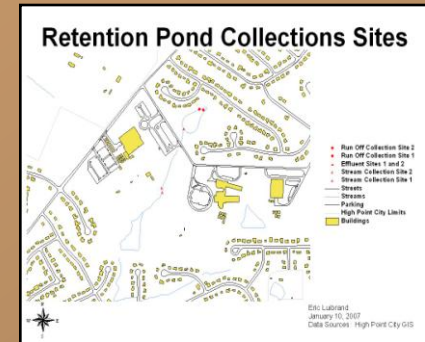 Retention Pond Collections Sites
Run Off Collection Site 2
Run Off Collection Site 1
Effluent Sites 1 and 2
Stream Collection Site 2
Stream Collection Site 1
Streets
Streams
Parking
High Point City Limits
Buildings
Eric Lubrand
January 10, 2007
Data Sources: High Point City GIS